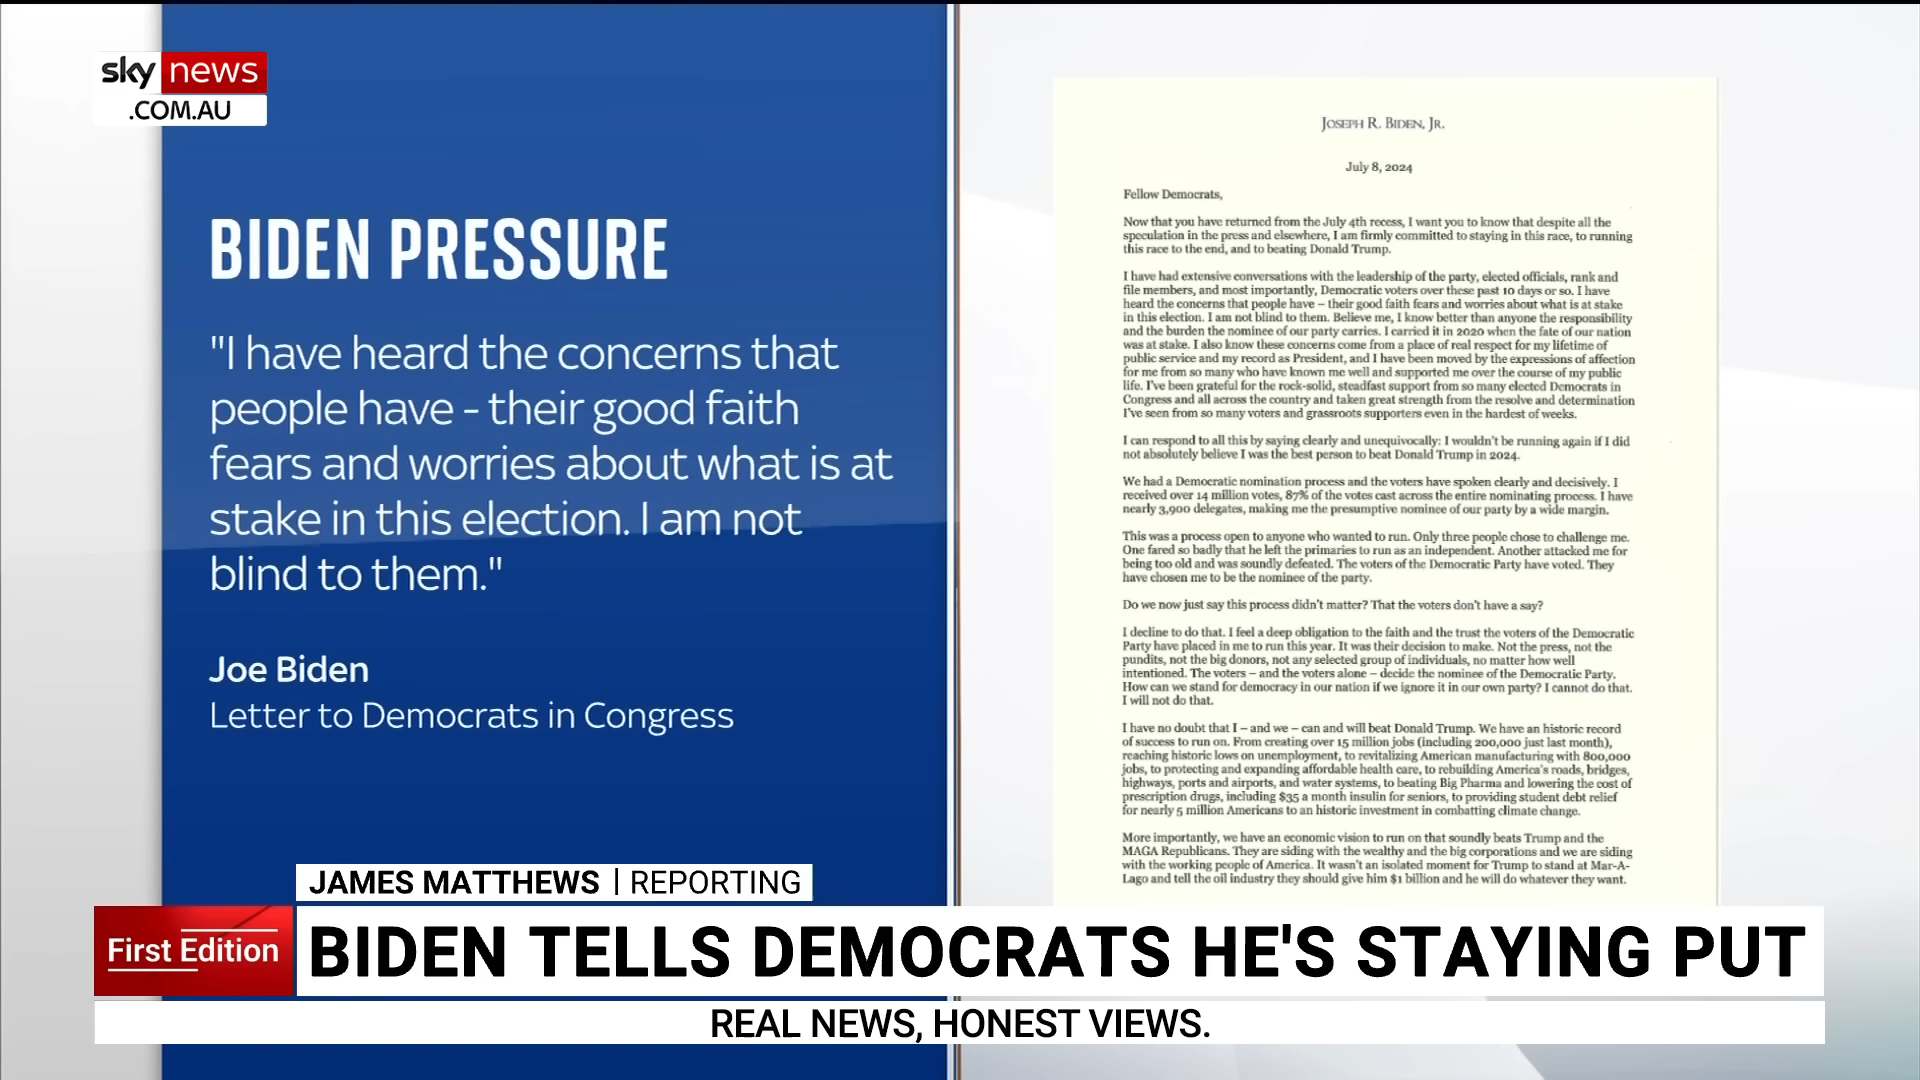 sky news
.COM.AU
BIDEN PRESSURE
"I have heard the concerns that
people have - their good faith
fears and worries about what is at
stake in this election. I am not
blind to them."
Joe Biden
Letter to Democrats in Congress
JOSEPH R. BIDEN, JR.
July 8, 2024
Fellow Democrats,
Now that you have returned from the July 4th recess, I want you to know that despite all the
speculation in the press and elsewhere, I am firmly committed to staying in this race, to running
this race to the end, and to beating Donald Trump.
I have had extensive conversations with the leadership of the party, elected officials, rank and
file members, and most importantly, Democratic voters over these past 10 days or so. I have
heard the concerns that people have – their good faith fears and worries about what is at stake
in this election. I am not blind to them. Believe me, I know better than anyone the responsibility
and the burden the nominee of our party carries. I carried it in 2020 when the fate of our nation
was at stake. I also know these concerns come from a place of real respect for my lifetime of
public service and my record as President, and I have been moved by the expressions of affection
for me from so many who have known me well and supported me over the course of my public
life. I've been grateful for the rock-solid, steadfast support from so many elected Democrats in
Congress and all across the country and taken great strength from the resolve and determination
I've seen from so many voters and grassroots supporters even in the hardest of weeks.
I can respond to all this by saying clearly and unequivocally: I wouldn't be running again if I did
not absolutely believe I was the best person to beat Donald Trump in 2024.
We had a Democratic nomination process and the voters have spoken clearly and decisively. I
received over 14 million votes, 87% of the votes cast across the entire nominating process. I have
nearly 3,900 delegates, making me the presumptive nominee of our party by a wide margin.
This was a process open to anyone who wanted to run. Only three people chose to challenge me.
One fared so badly that he left the primaries to run as an independent. Another attacked me for
being too old and was soundly defeated. The voters of the Democratic Party have voted. They
have chosen me to be the nominee of the party.
Do we now just say this process didn't matter? That the voters don't have a say?
I decline to do that. I feel a deep obligation to the faith and the trust the voters of the Democratic
Party have placed in me to run this year. It was their decision to make. Not the press, not the
pundits, not the big donors, not any selected group of individuals, no matter how well
intentioned. The voters – and the voters alone – decide the nominee of the Democratic Party.
How can we stand for democracy in our nation if we ignore it in our own party? I cannot do that.
I will not do that.
I have no doubt that I – and we – can and will beat Donald Trump. We have an historic record
of success to run on. From creating over 15 million jobs (including 200,000 just last month),
reaching historic lows on unemployment, to revitalizing American manufacturing with 800,000
jobs, to protecting and expanding affordable health care, to rebuilding America's roads, bridges,
highways, ports and airports, and water systems, to beating Big Pharma and lowering the cost of
prescription drugs, including $35 a month insulin for seniors, to providing student debt relief
for nearly 5 million Americans to an historic investment in combatting climate change.
More importantly, we have an economic vision to run on that soundly beats Trump and the
MAGA Republicans. They are siding with the wealthy and the big corporations and we are siding
with the working people of America. It wasn't an isolated moment for Trump to stand at Mar-A-
Lago and tell the oil industry they should give him $1 billion and he will do whatever they want.
JAMES MATTHEWS | REPORTING
First Edition
BIDEN TELLS DEMOCRATS HE'S STAYING PUT
REAL NEWS, HONEST VIEWS.